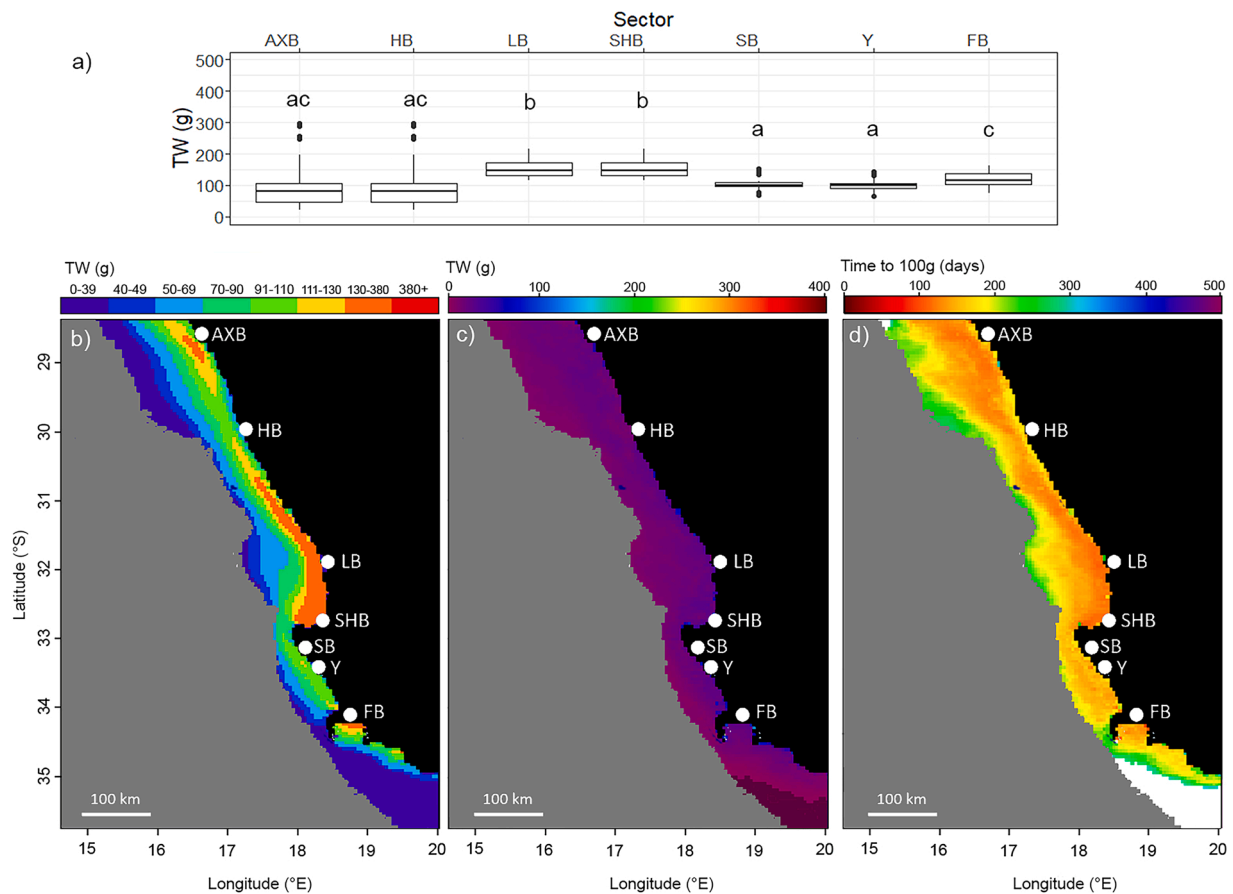 Sector
AXB HB LB SHB SB Y FB
a)
TW (g)
500
400
300
200
100
0
ac ac b b a a c
TW (g)
0-39 40-49 50-69 70-90 91-110 111-130 130-380 380+
TW (g)
0 100 200 300 400
Time to 100g (days)
0 100 200 300 400 500
Latitude (°S)
29
30
31
32
33
34
35
b)
AXB
HB
LB
SHB
SB
Y
FB
100 km
15 16 17 18 19 20
Longitude (°E)
c)
AXB
HB
LB
SHB
SB
Y
FB
100 km
15 16 17 18 19 20
Longitude (°E)
d)
AXB
HB
LB
SHB
SB
Y
FB
100 km
15 16 17 18 19 20
Longitude (°E)